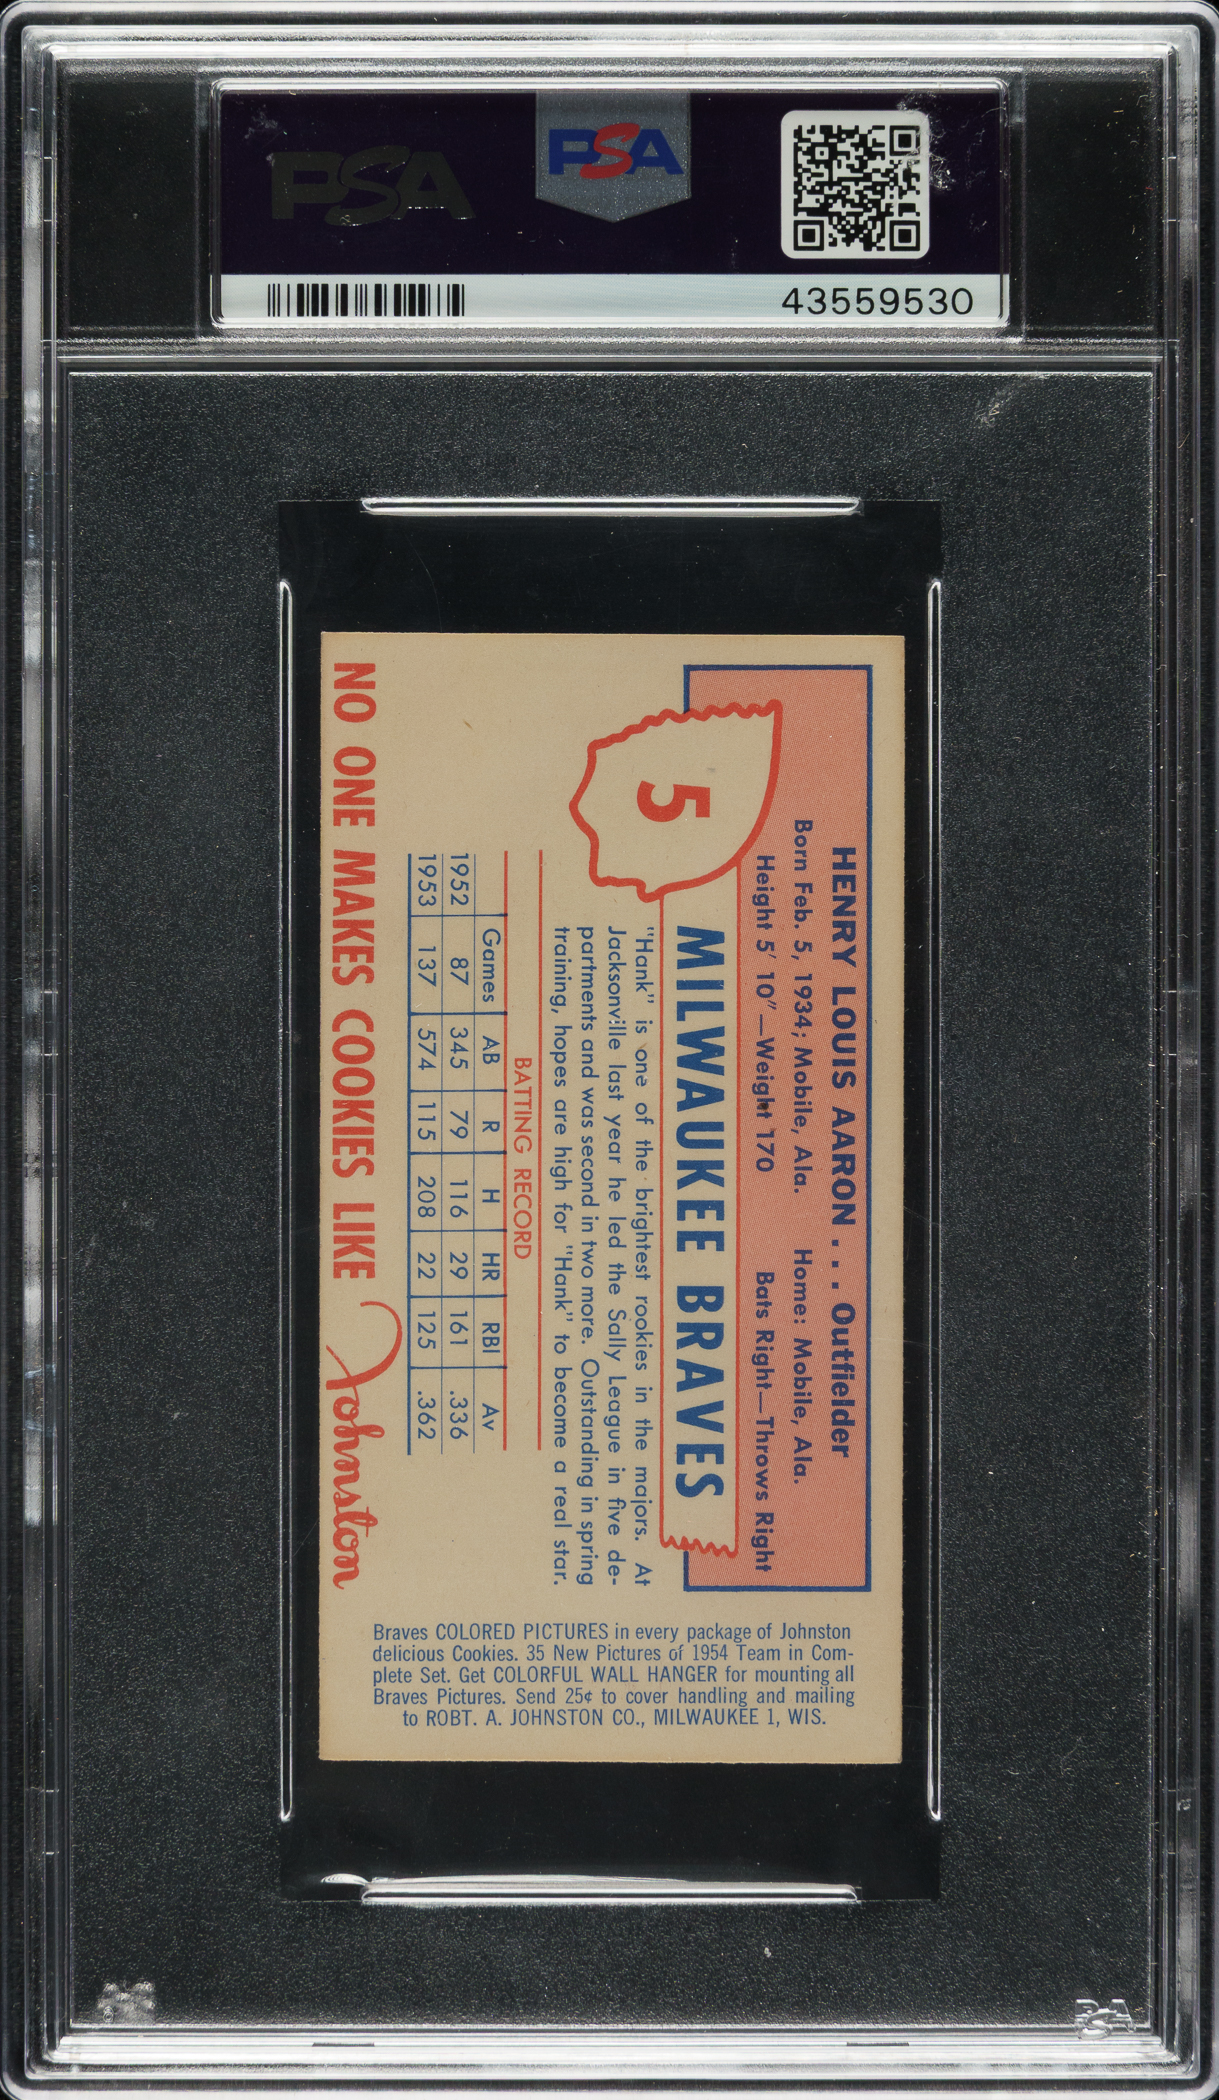 PSA
PSA
43559530
HENRY LOUIS AARON . . . Outfielder
Born Feb. 5, 1934; Mobile, Ala. Home: Mobile, Ala.
Height 5' 10"—Weight 170 Bats Right—Throws Right
5
MILWAUKEE BRAVES
"Hank" is one of the brightest rookies in the majors. At
Jacksonville last year he led the Sally League in five de-
partments and was second in two more. Outstanding in spring
training, hopes are high for "Hank" to become a real star.
BATTING RECORD
Games AB R H HR RBI Av
1952 87 345 79 116 29 161 .336
1953 137 574 115 208 22 125 .362
NO ONE MAKES COOKIES LIKE Johnston
Braves COLORED PICTURES in every package of Johnston
delicious Cookies. 35 New Pictures of 1954 Team in Com-
plete Set. Get COLORFUL WALL HANGER for mounting all
Braves Pictures. Send 25¢ to cover handling and mailing
to ROBT. A. JOHNSTON CO., MILWAUKEE 1, WIS.
PSA